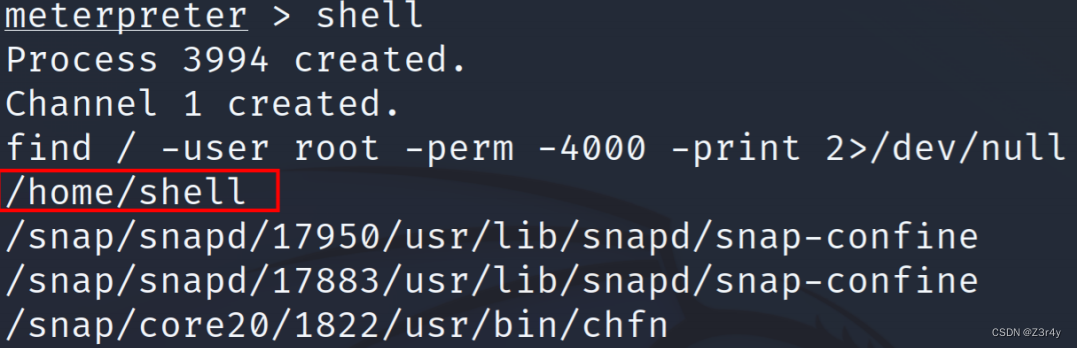 meterpreter > shell
Process 3994 created.
Channel 1 created.
find / -user root -perm -4000 -print 2>/dev/null
/home/shell
/snap/snapd/17950/usr/lib/snapd/snap-confine
/snap/snapd/17883/usr/lib/snapd/snap-confine
/snap/core20/1822/usr/bin/chfn
CSDN @Z3r4y